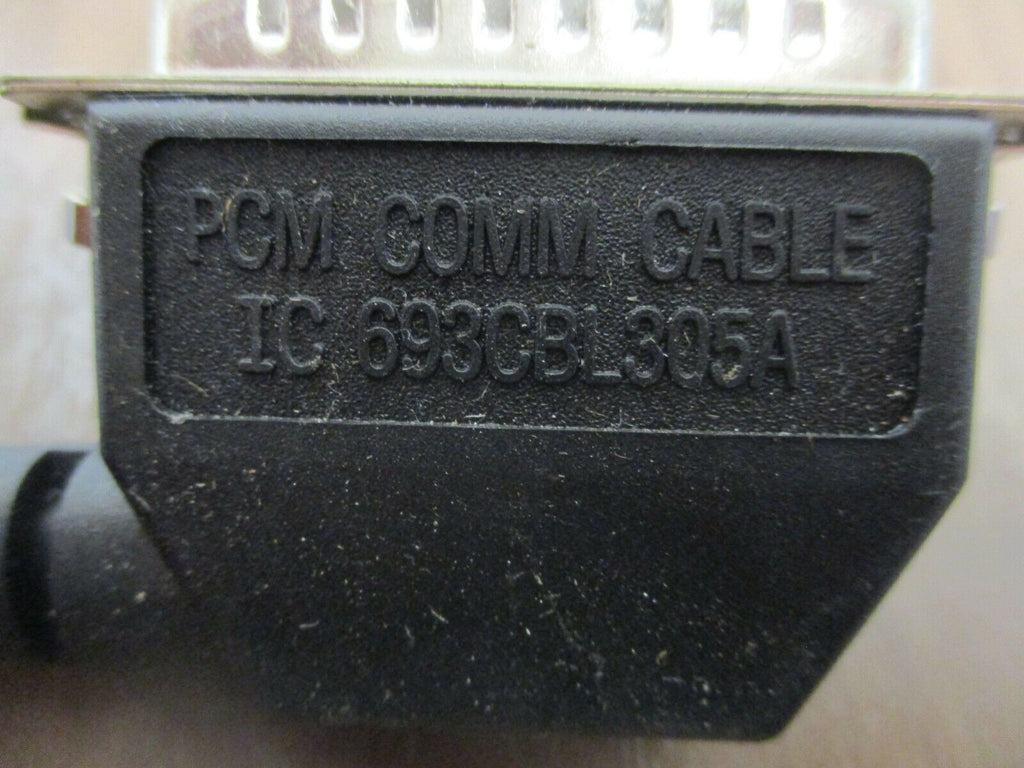 PCM COMM CABLE
IC 693CBL305A